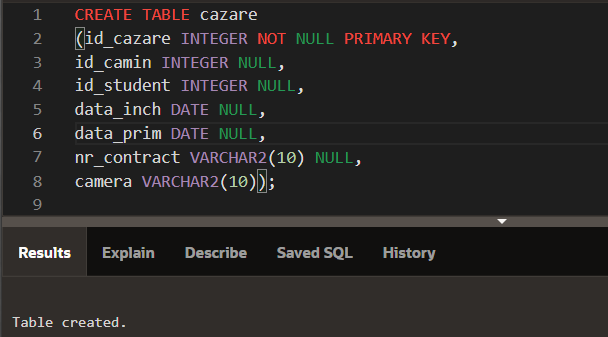 1 CREATE TABLE cazare
2 (id_cazare INTEGER NOT NULL PRIMARY KEY,
3 id_camin INTEGER NULL,
4 id_student INTEGER NULL,
5 data_inch DATE NULL,
6 data_prim DATE NULL,
7 nr_contract VARCHAR2(10) NULL,
8 camera VARCHAR2(10));
9
Results Explain Describe Saved SQL History
Table created.